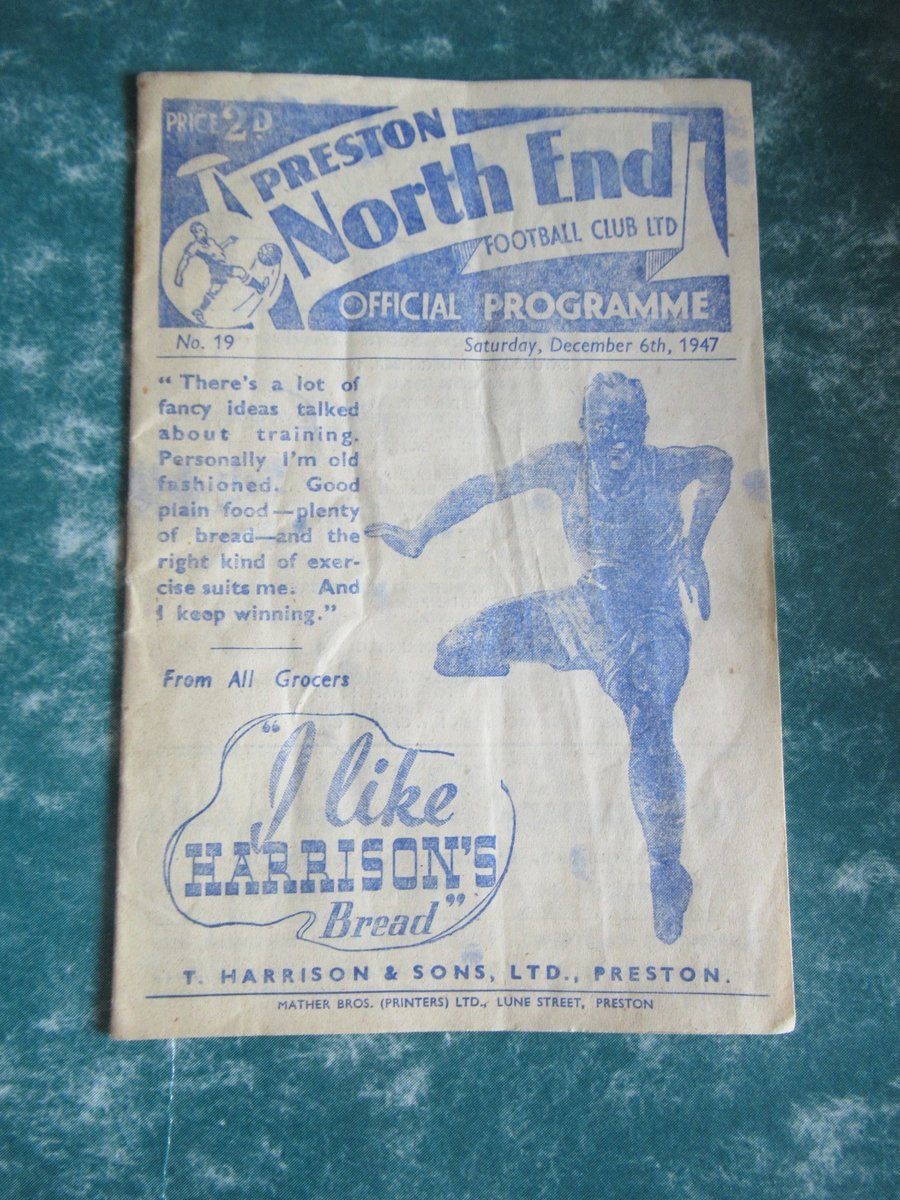 PRICE 2D
PRESTON
North End
FOOTBALL CLUB LTD
OFFICIAL PROGRAMME
No. 19
Saturday, December 6th, 1947
“ There's a lot of
fancy ideas talked
about training.
Personally I'm old
fashioned. Good
plain food—plenty
of bread—and the
right kind of exer-
cise suits me. And
I keep winning.”
From All Grocers
“I like
HARRISON'S
Bread”
T. HARRISON & SONS, LTD., PRESTON.
MATHER BROS. (PRINTERS) LTD., LUNE STREET, PRESTON